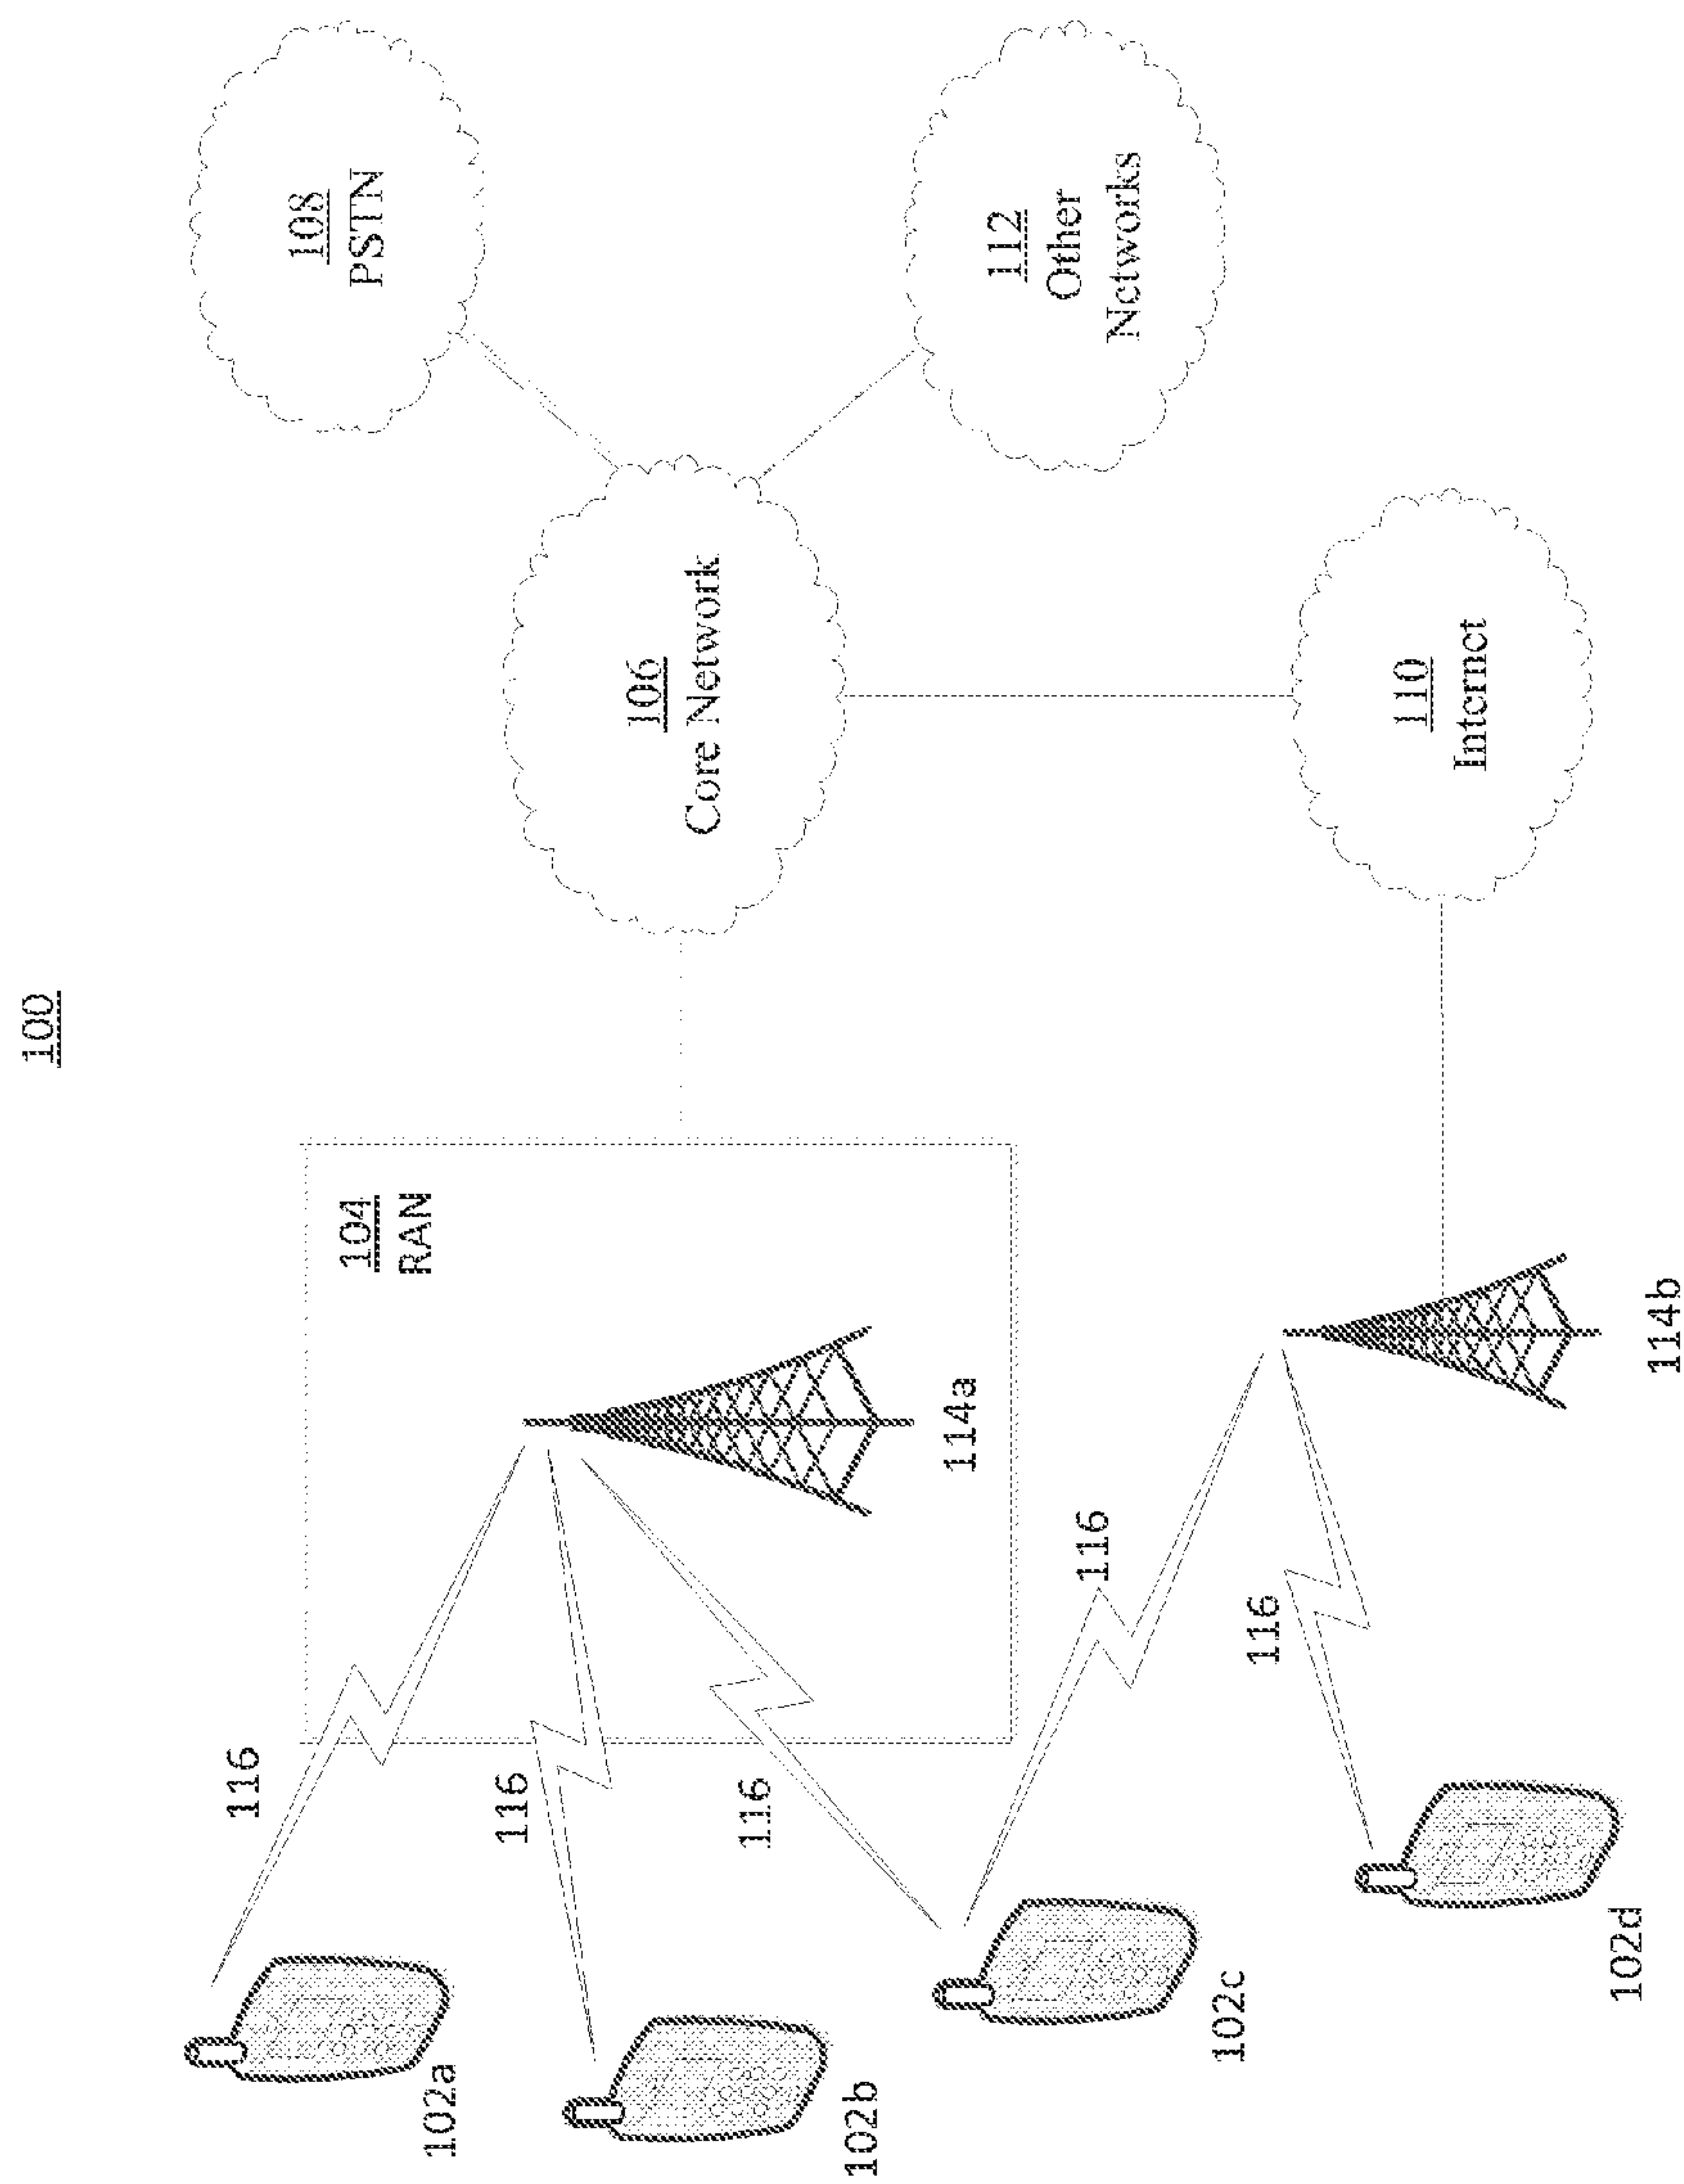 100
116
108
PSTN
104
RAN
102a
116
106
Core Network
116
102b
114a
112
Other
Networks
116
102c
116
110
Internet
102d
114b